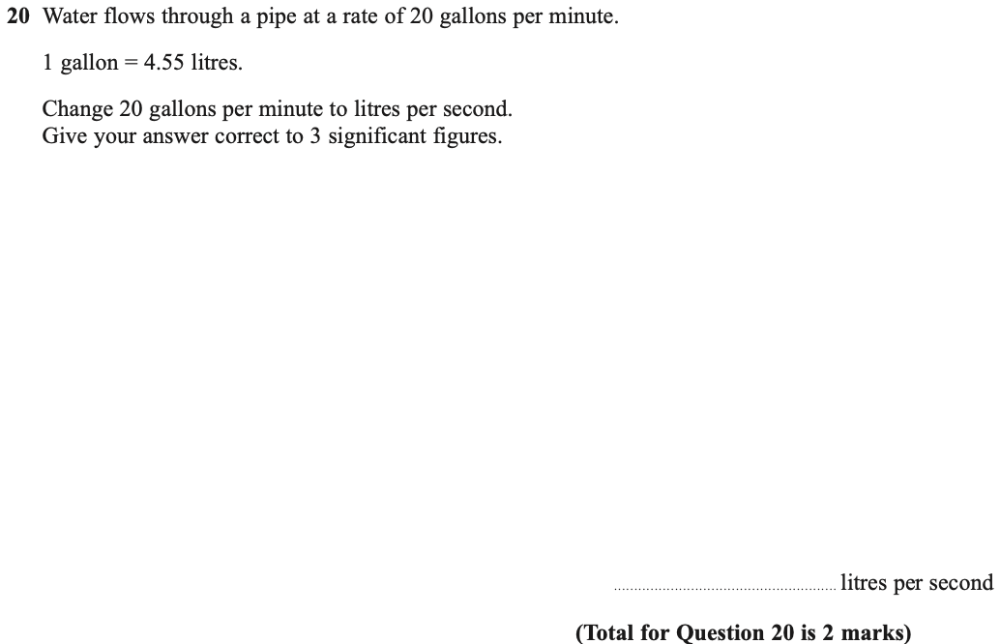 20 Water flows through a pipe at a rate of 20 gallons per minute.
1 gallon = 4.55 litres.
Change 20 gallons per minute to litres per second.
Give your answer correct to 3 significant figures.
........................................................ litres per second
(Total for Question 20 is 2 marks)